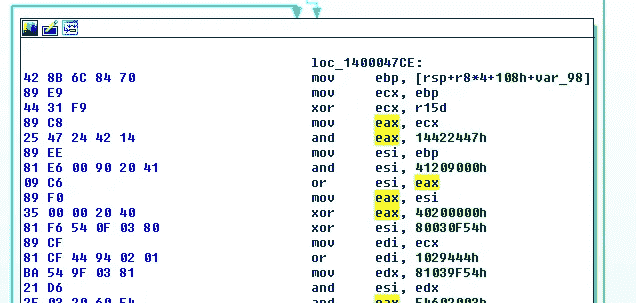 loc_1400047CE:
42 8B 6C 84 70 mov ebp, [rsp+r8*4+108h+var_98]
89 E9 mov ecx, ebp
44 31 F9 xor ecx, r15d
89 C8 mov eax, ecx
25 47 24 42 14 and eax, 14422447h
89 EE mov esi, ebp
81 E6 00 90 20 41 and esi, 41209000h
09 C6 or esi, eax
89 F0 mov eax, esi
35 00 00 20 40 xor eax, 40200000h
81 F6 54 0F 03 80 xor esi, 80030F54h
89 CF mov edi, ecx
81 CF 44 94 02 01 or edi, 1029444h
BA 54 9F 03 81 mov edx, 81039F54h
21 D6 and esi, edx